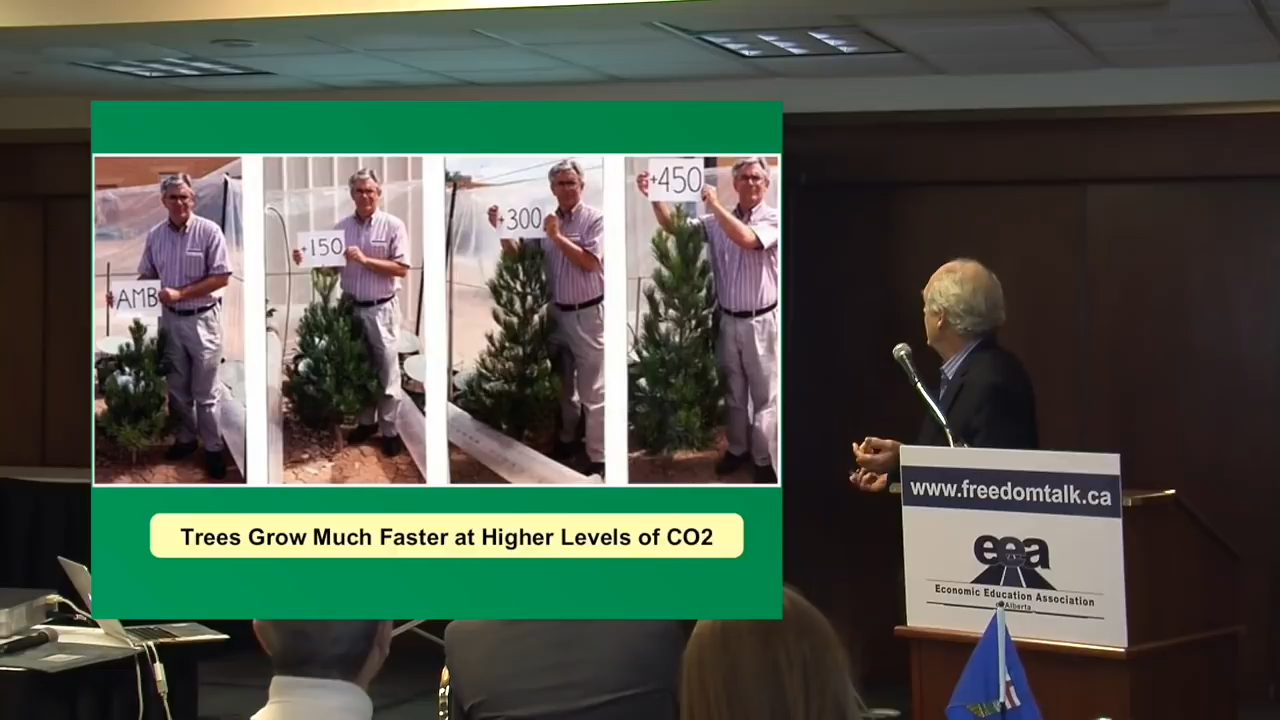 AMB
+150
+300
+450
Trees Grow Much Faster at Higher Levels of CO2
www.freedomtalk.ca
eea
Economic Education Association
of Alberta